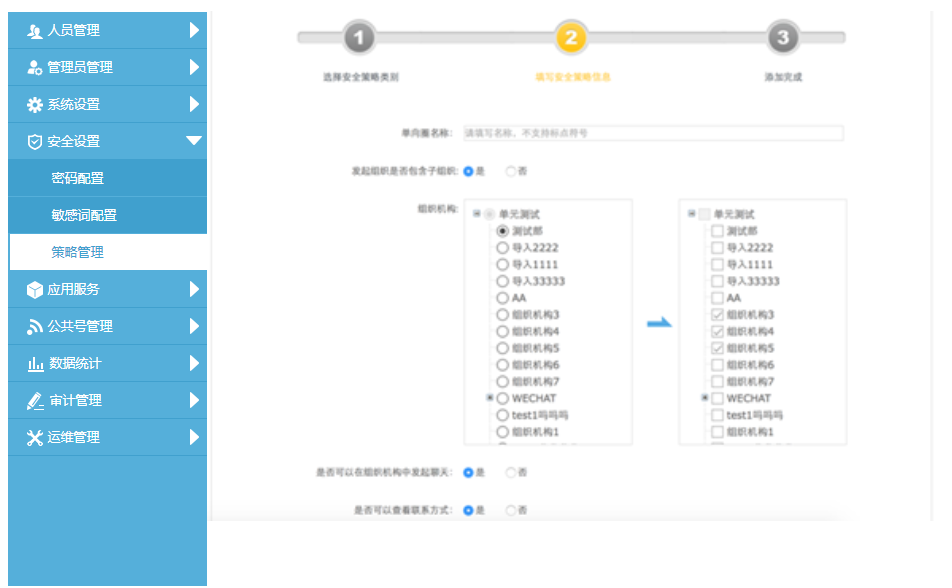 人员管理
管理员管理
系统设置
安全设置
密码配置
敏感词配置
策略管理
应用服务
公共号管理
数据统计
审计管理
运维管理
1
2
3
选择安全策略类别
填写安全策略信息
添加完成
单向圈名称:
请填写名称，不支持标点符号
发起组织是否包含子组织: 是 否
组织机构:
单元测试
测试部
导入2222
导入1111
导入33333
AA
组织机构3
组织机构4
组织机构5
组织机构6
组织机构7
WECHAT
test1吗吗吗
组织机构1
单元测试
测试部
导入2222
导入1111
导入33333
AA
组织机构3
组织机构4
组织机构5
组织机构6
组织机构7
WECHAT
test1吗吗吗
组织机构1
是否可以在组织机构中发起聊天: 是 否
是否可以查看联系方式: 是 否